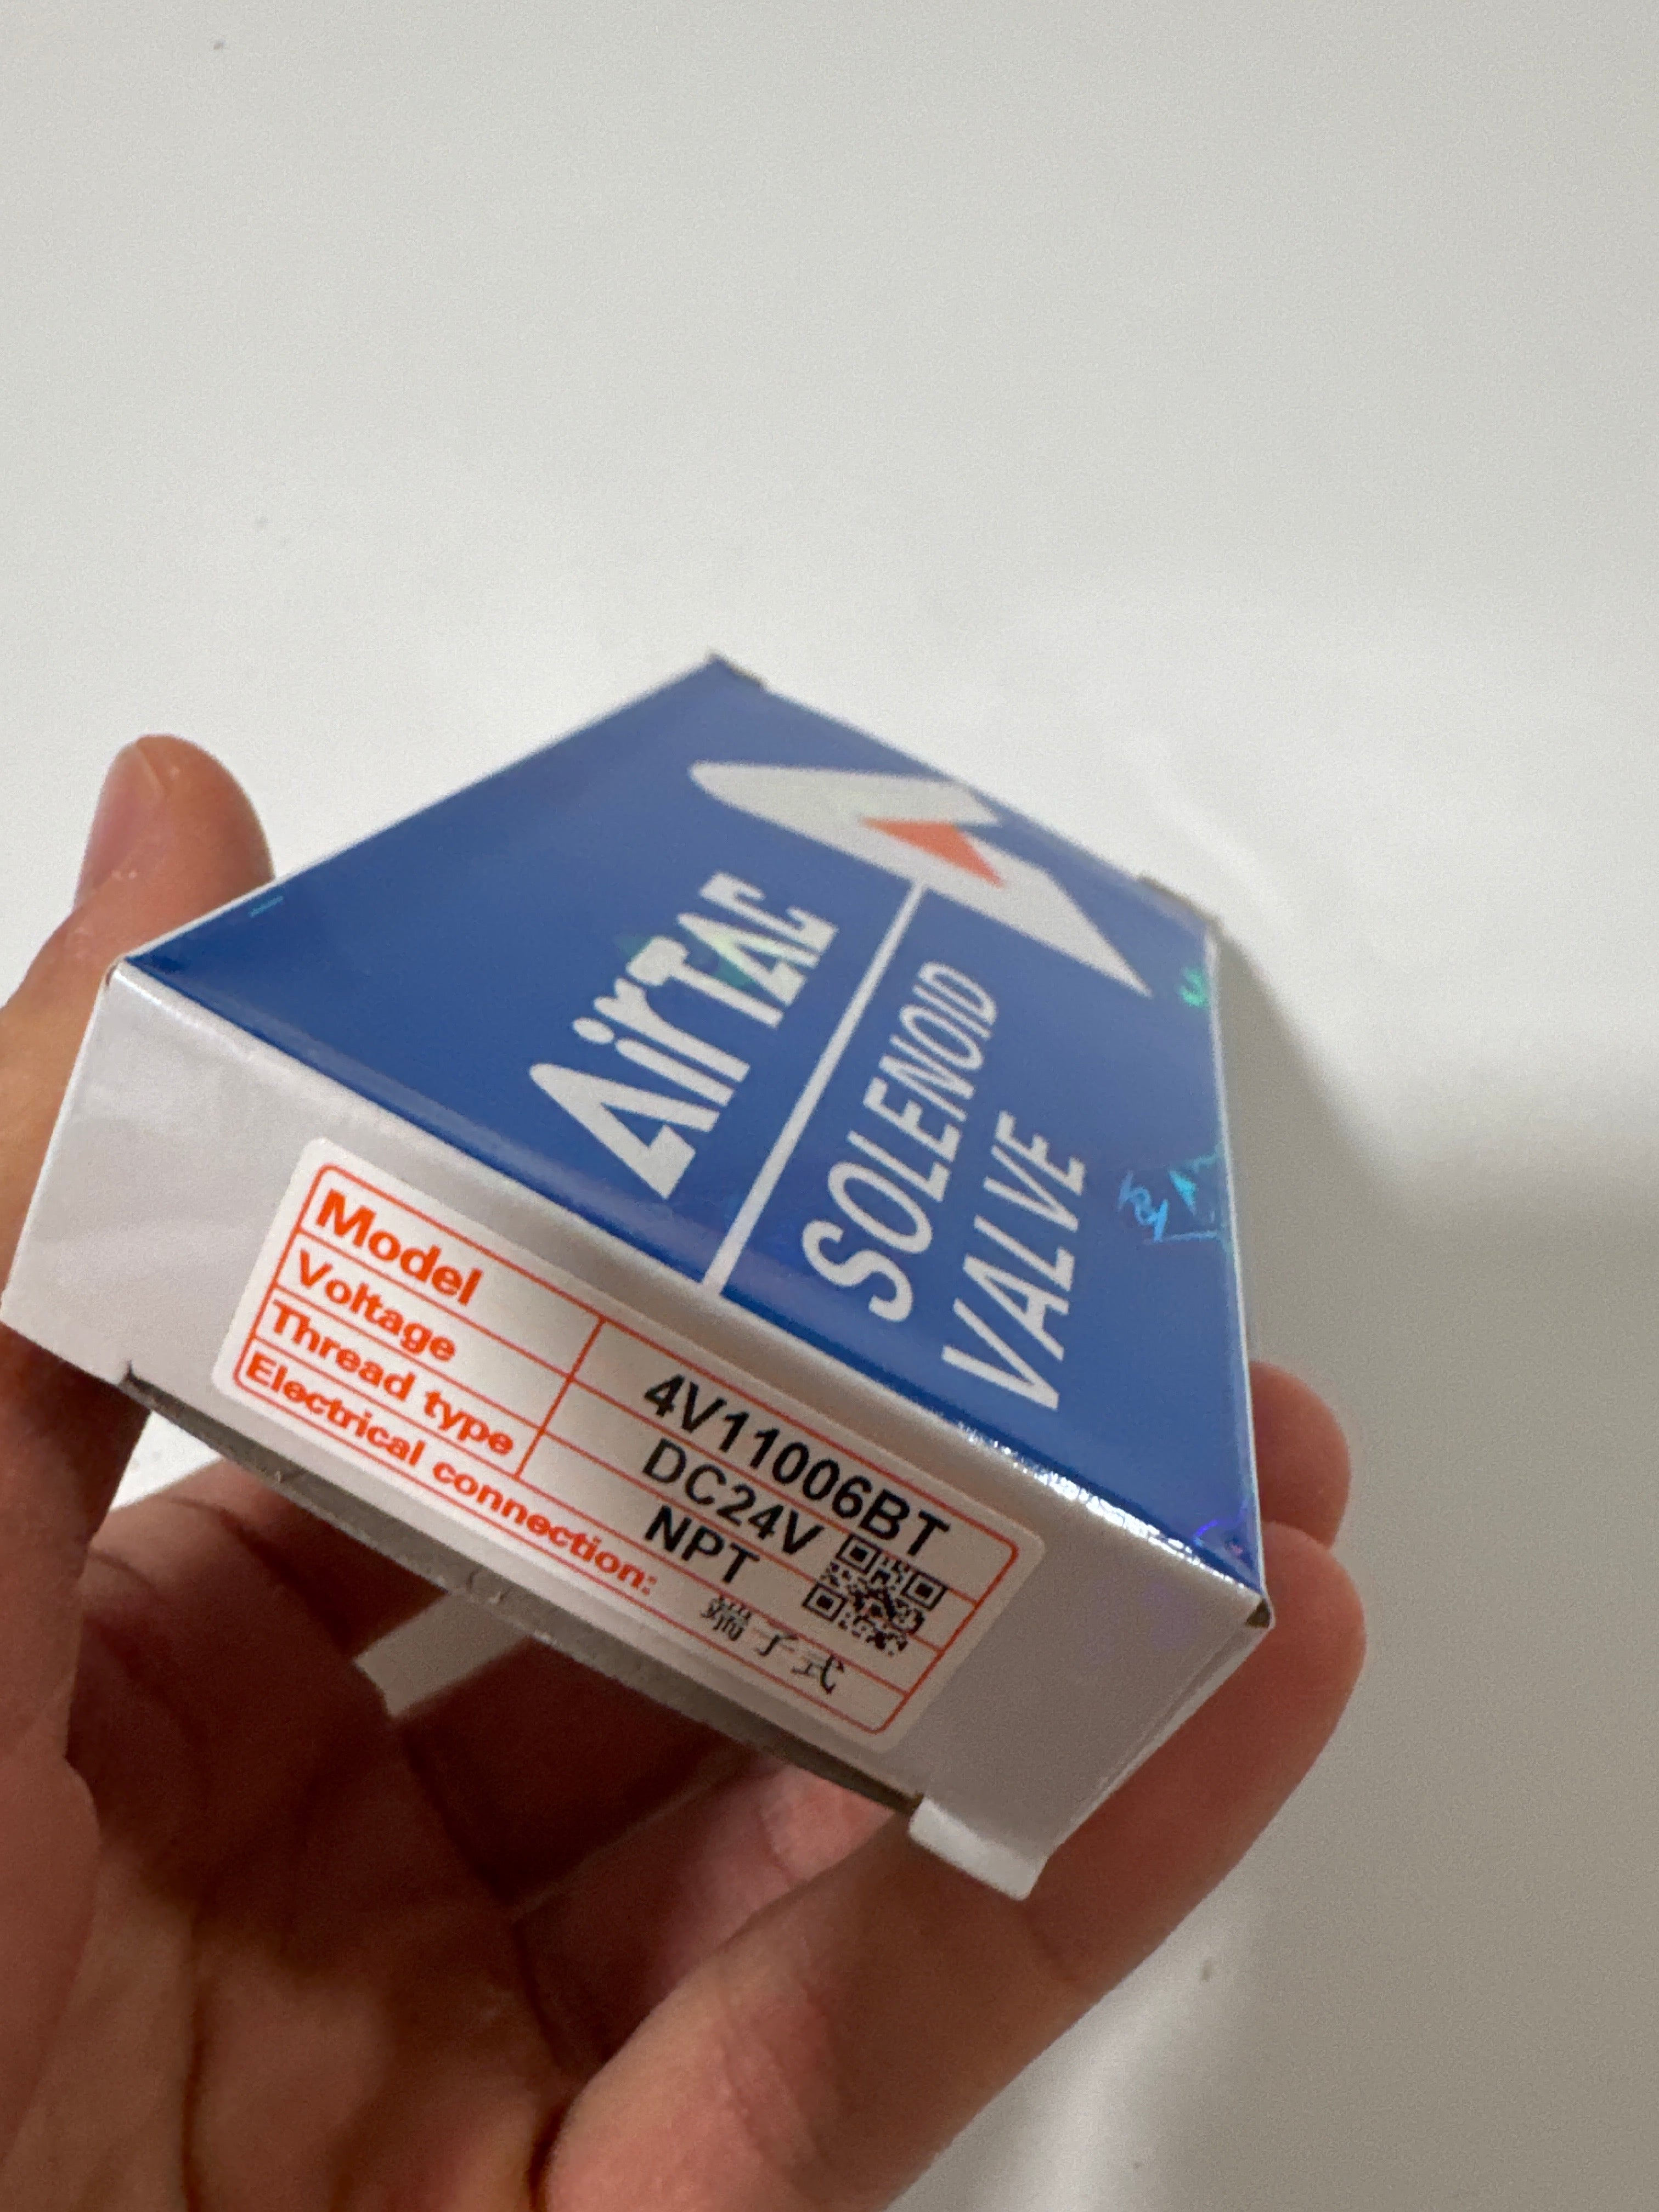 AirTAC
SOLENOID
VALVE
Model 4V11006BT
Voltage DC24V
Thread type NPT
Electrical connection: 端子式